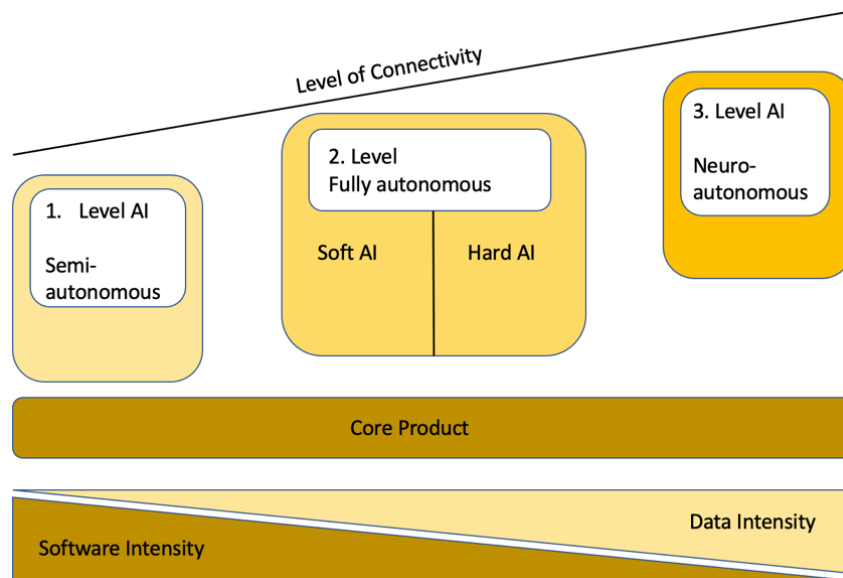 Level of Connectivity
1. Level AI
Semi-
autonomous
2. Level
Fully autonomous
Soft AI
Hard AI
3. Level AI
Neuro-
autonomous
Core Product
Data Intensity
Software Intensity